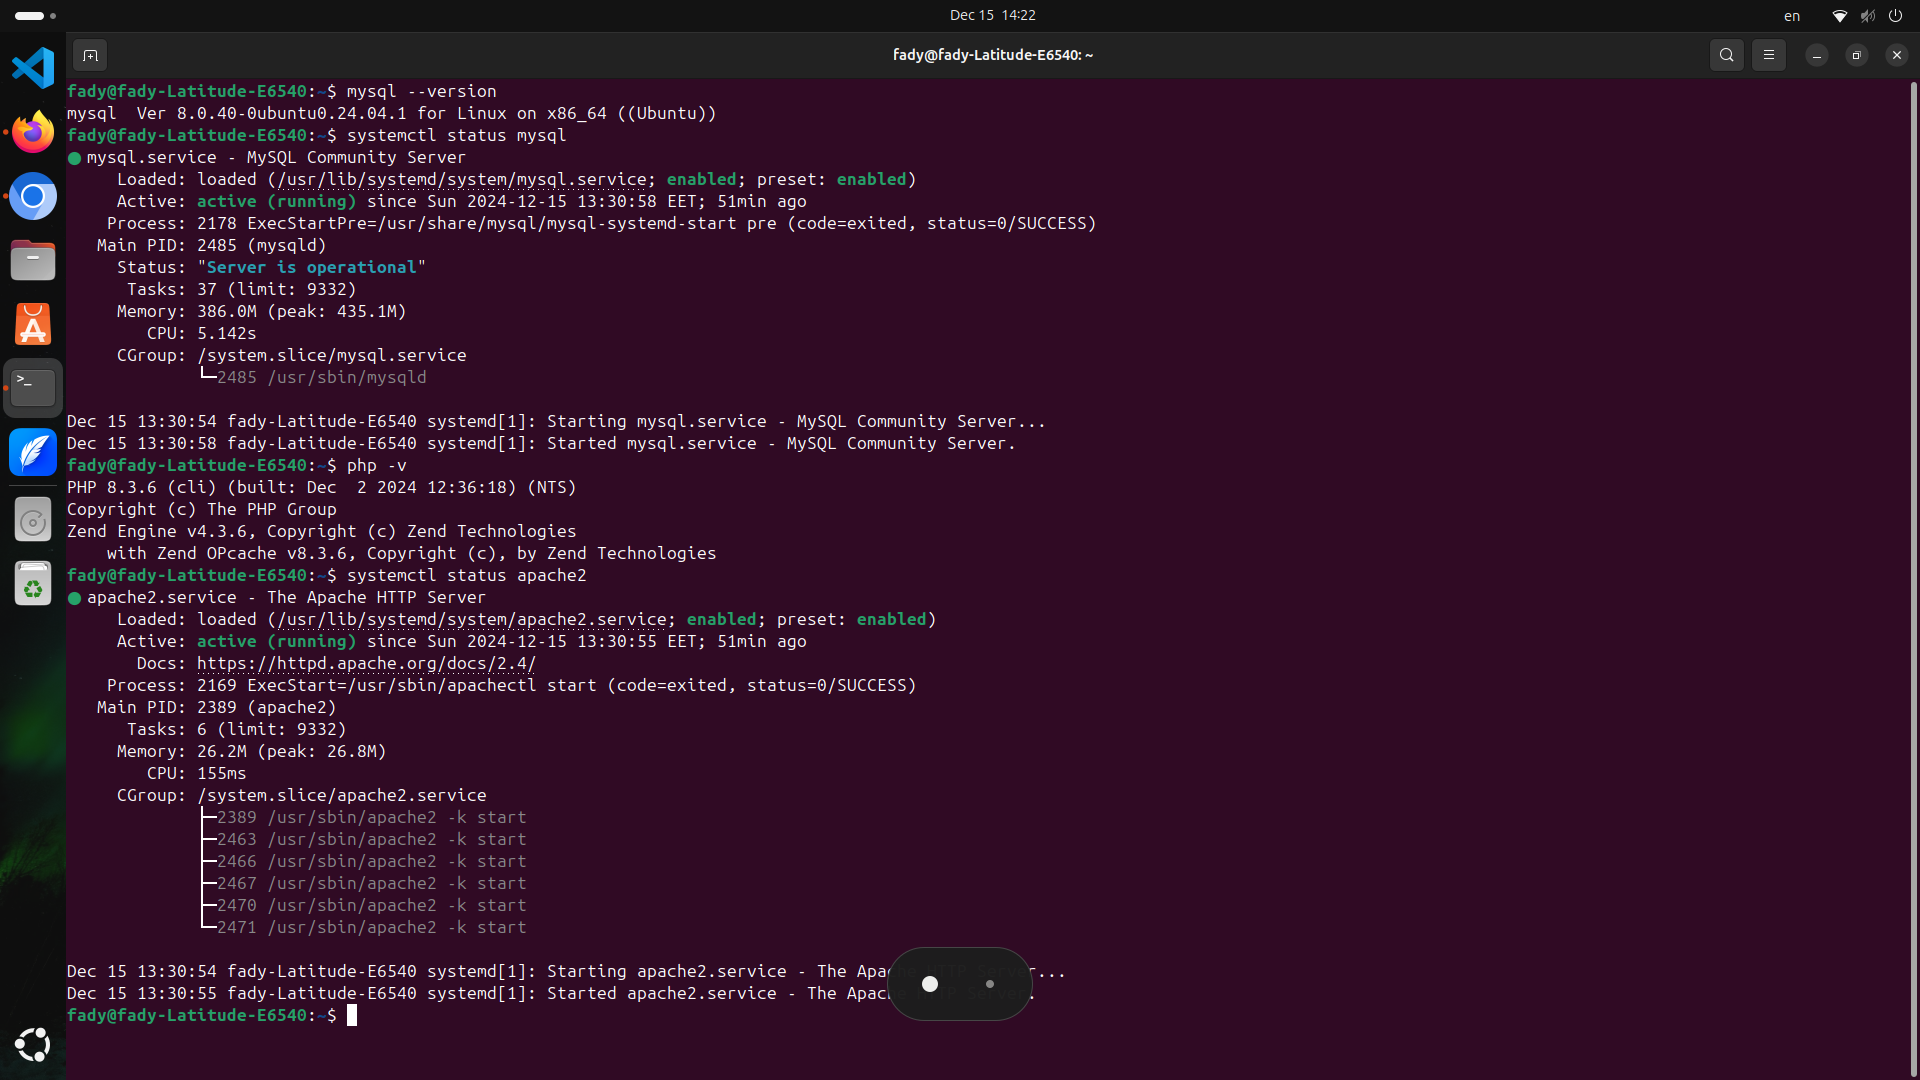 Dec 15 14:22
en
fady@fady-Latitude-E6540: ~
fady@fady-Latitude-E6540:~$ mysql --version
mysql  Ver 8.0.40-0ubuntu0.24.04.1 for Linux on x86_64 ((Ubuntu))
fady@fady-Latitude-E6540:~$ systemctl status mysql
● mysql.service - MySQL Community Server
     Loaded: loaded (/usr/lib/systemd/system/mysql.service; enabled; preset: enabled)
     Active: active (running) since Sun 2024-12-15 13:30:58 EET; 51min ago
    Process: 2178 ExecStartPre=/usr/share/mysql/mysql-systemd-start pre (code=exited, status=0/SUCCESS)
   Main PID: 2485 (mysqld)
     Status: "Server is operational"
      Tasks: 37 (limit: 9332)
     Memory: 386.0M (peak: 435.1M)
        CPU: 5.142s
     CGroup: /system.slice/mysql.service
             └─2485 /usr/sbin/mysqld
Dec 15 13:30:54 fady-Latitude-E6540 systemd[1]: Starting mysql.service - MySQL Community Server...
Dec 15 13:30:58 fady-Latitude-E6540 systemd[1]: Started mysql.service - MySQL Community Server.
fady@fady-Latitude-E6540:~$ php -v
PHP 8.3.6 (cli) (built: Dec  2 2024 12:36:18) (NTS)
Copyright (c) The PHP Group
Zend Engine v4.3.6, Copyright (c) Zend Technologies
    with Zend OPcache v8.3.6, Copyright (c), by Zend Technologies
fady@fady-Latitude-E6540:~$ systemctl status apache2
● apache2.service - The Apache HTTP Server
     Loaded: loaded (/usr/lib/systemd/system/apache2.service; enabled; preset: enabled)
     Active: active (running) since Sun 2024-12-15 13:30:55 EET; 51min ago
       Docs: https://httpd.apache.org/docs/2.4/
    Process: 2169 ExecStart=/usr/sbin/apachectl start (code=exited, status=0/SUCCESS)
   Main PID: 2389 (apache2)
      Tasks: 6 (limit: 9332)
     Memory: 26.2M (peak: 26.8M)
        CPU: 155ms
     CGroup: /system.slice/apache2.service
             ├─2389 /usr/sbin/apache2 -k start
             ├─2463 /usr/sbin/apache2 -k start
             ├─2466 /usr/sbin/apache2 -k start
             ├─2467 /usr/sbin/apache2 -k start
             ├─2470 /usr/sbin/apache2 -k start
             └─2471 /usr/sbin/apache2 -k start
Dec 15 13:30:54 fady-Latitude-E6540 systemd[1]: Starting apache2.service - The Apache HTTP Server...
Dec 15 13:30:55 fady-Latitude-E6540 systemd[1]: Started apache2.service - The Apache HTTP Server.
fady@fady-Latitude-E6540:~$